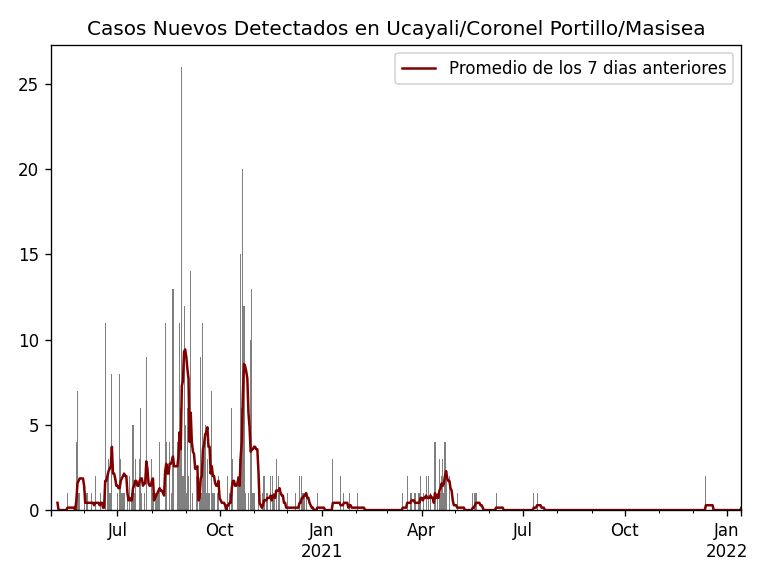 Casos Nuevos Detectados en Ucayali/Coronel Portillo/Masisea
Promedio de los 7 dias anteriores
25
20
15
10
5
0
Jul Oct Jan Apr Jul Oct Jan
2021 2022